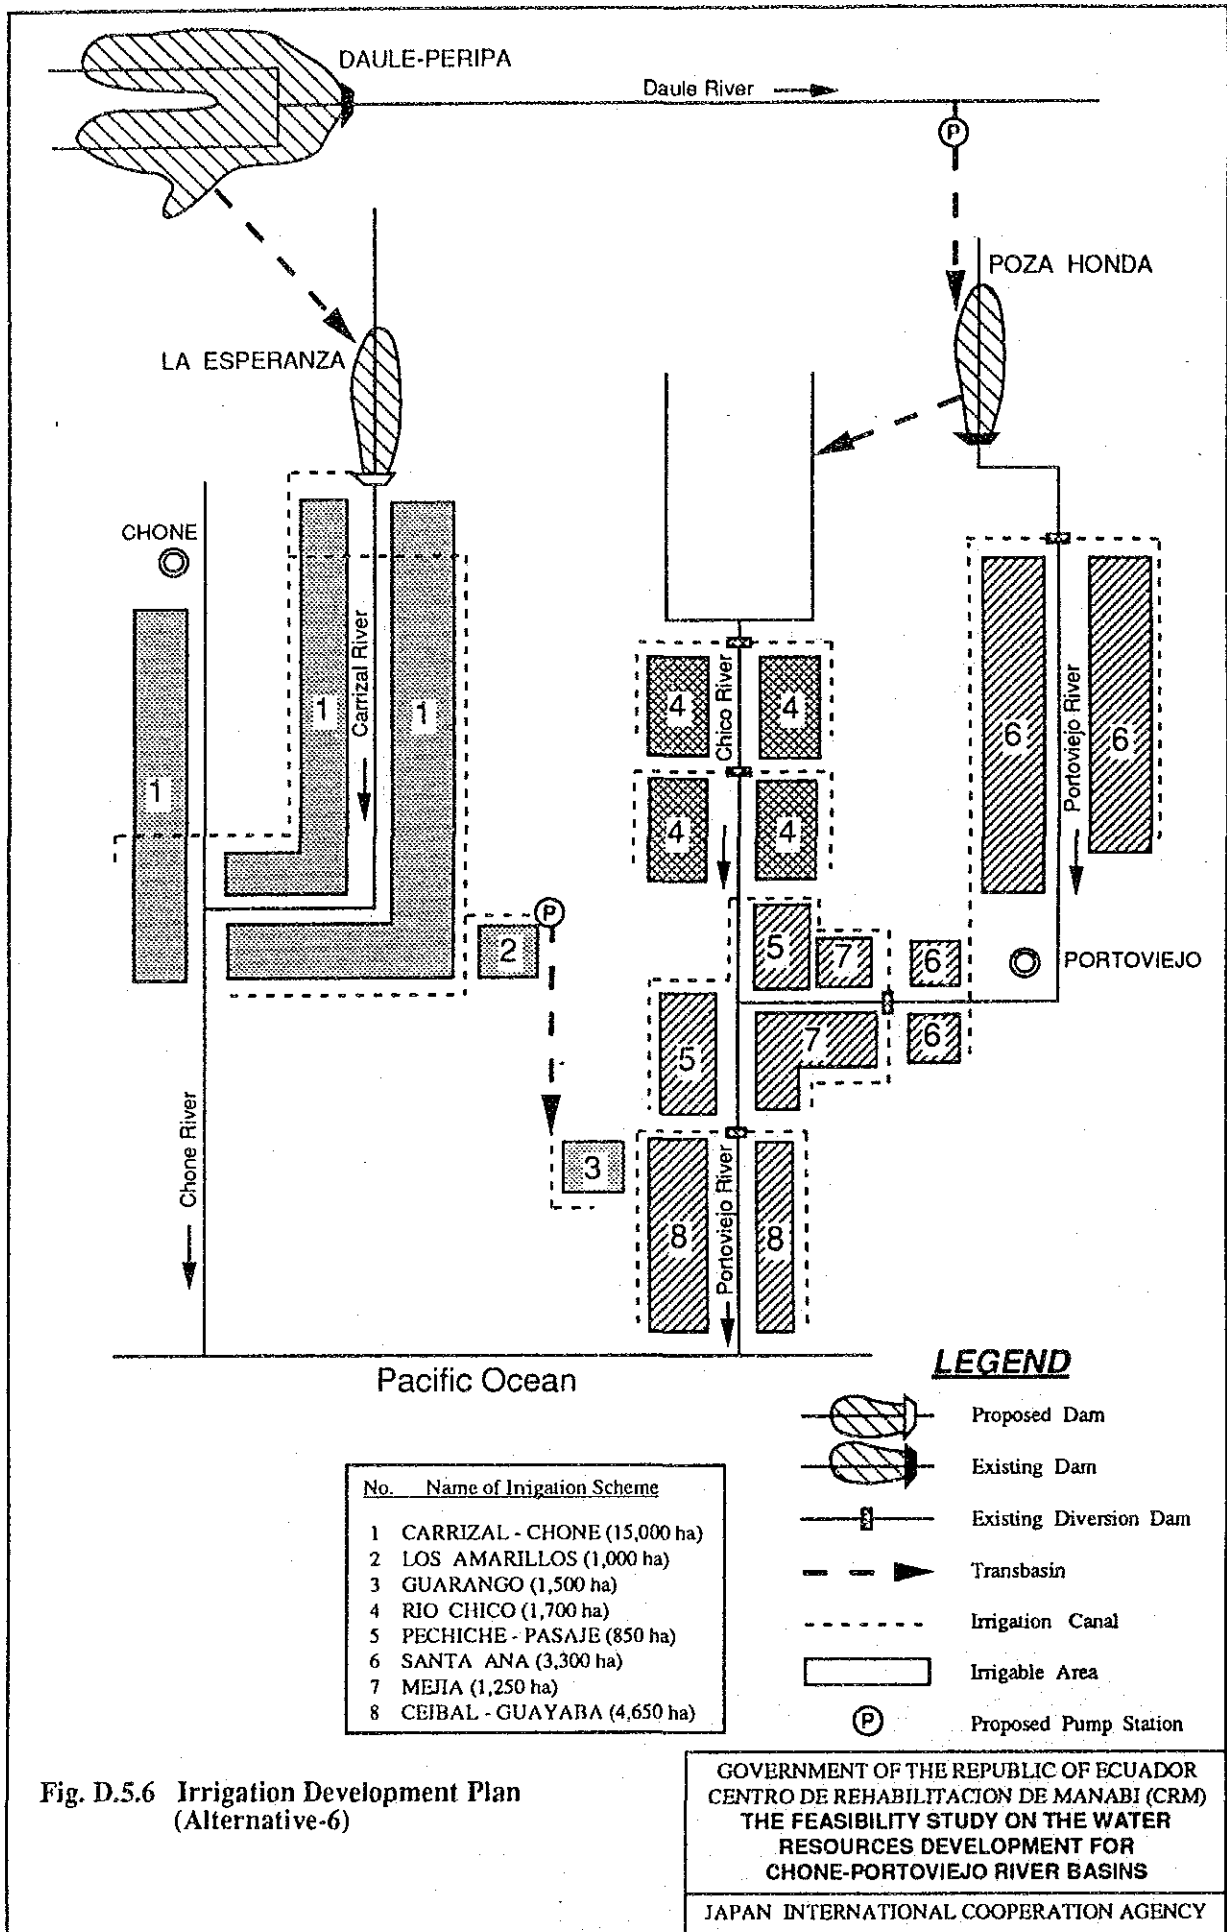 DAULE-PERIPA
Daule River
P
POZA HONDA
LA ESPERANZA
CHONE
1
1
1
Carrizal River
Chico River
4
4
4
4
6
6
Portoviejo River
P
2
5
7
6
PORTOVIEJO
5
7
6
3
8
8
Portoviejo River
Chone River
Pacific Ocean
LEGEND
Proposed Dam
Existing Dam
Existing Diversion Dam
Transbasin
Irrigation Canal
Irrigable Area
P Proposed Pump Station
No. Name of Irrigation Scheme
1 CARRIZAL - CHONE (15,000 ha)
2 LOS AMARILLOS (1,000 ha)
3 GUARANGO (1,500 ha)
4 RIO CHICO (1,700 ha)
5 PECHICHE - PASAJE (850 ha)
6 SANTA ANA (3,300 ha)
7 MEJIA (1,250 ha)
8 CEIBAL - GUAYABA (4,650 ha)
Fig. D.5.6 Irrigation Development Plan
(Alternative-6)
GOVERNMENT OF THE REPUBLIC OF ECUADOR
CENTRO DE REHABILITACION DE MANABI (CRM)
THE FEASIBILITY STUDY ON THE WATER
RESOURCES DEVELOPMENT FOR
CHONE-PORTOVIEJO RIVER BASINS
JAPAN INTERNATIONAL COOPERATION AGENCY